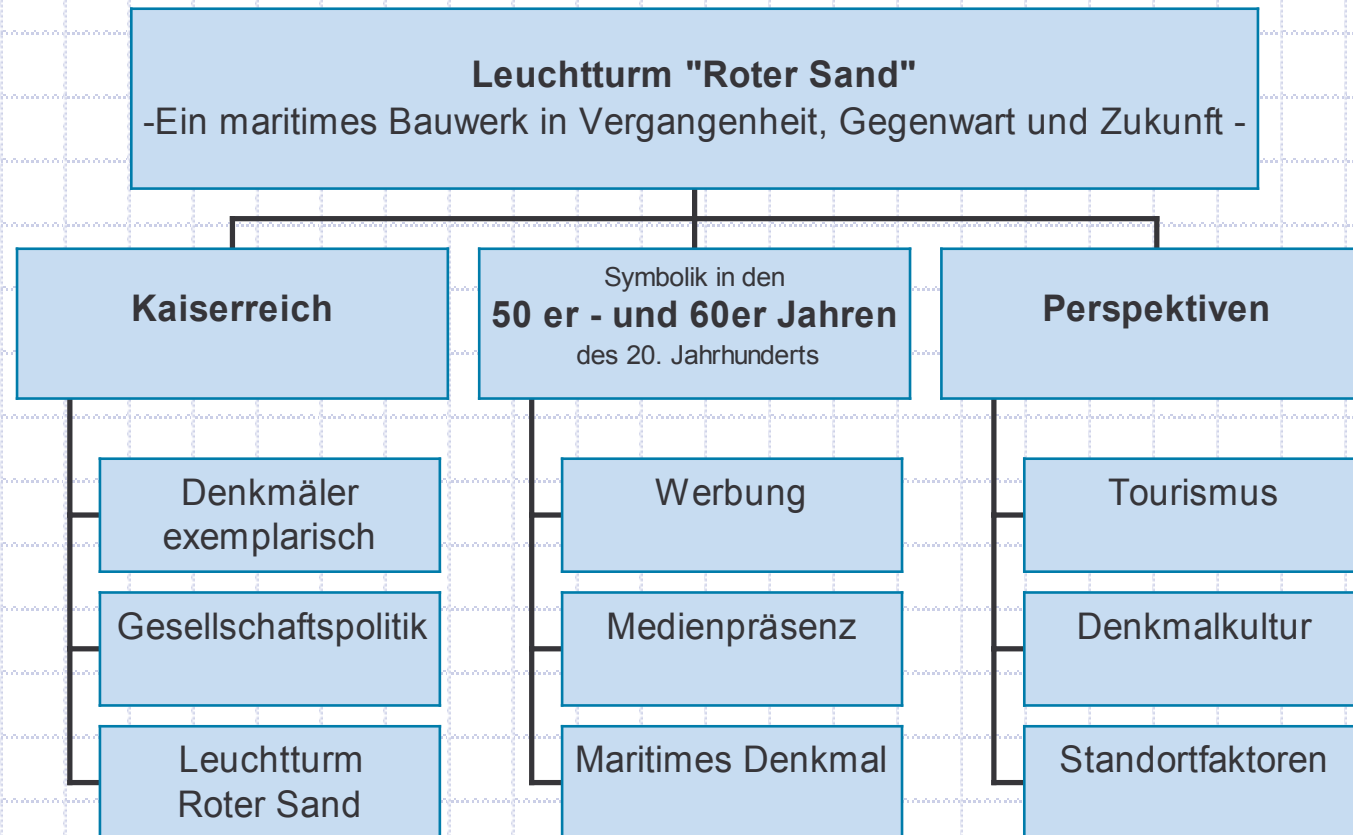 Leuchtturm "Roter Sand"
-Ein maritimes Bauwerk in Vergangenheit, Gegenwart und Zukunft -
Kaiserreich
Symbolik in den
50 er - und 60er Jahren
des 20. Jahrhunderts
Perspektiven
Denkmäler
exemplarisch
Gesellschaftspolitik
Leuchtturm
Roter Sand
Werbung
Medienpräsenz
Maritimes Denkmal
Tourismus
Denkmalkultur
Standortfaktoren